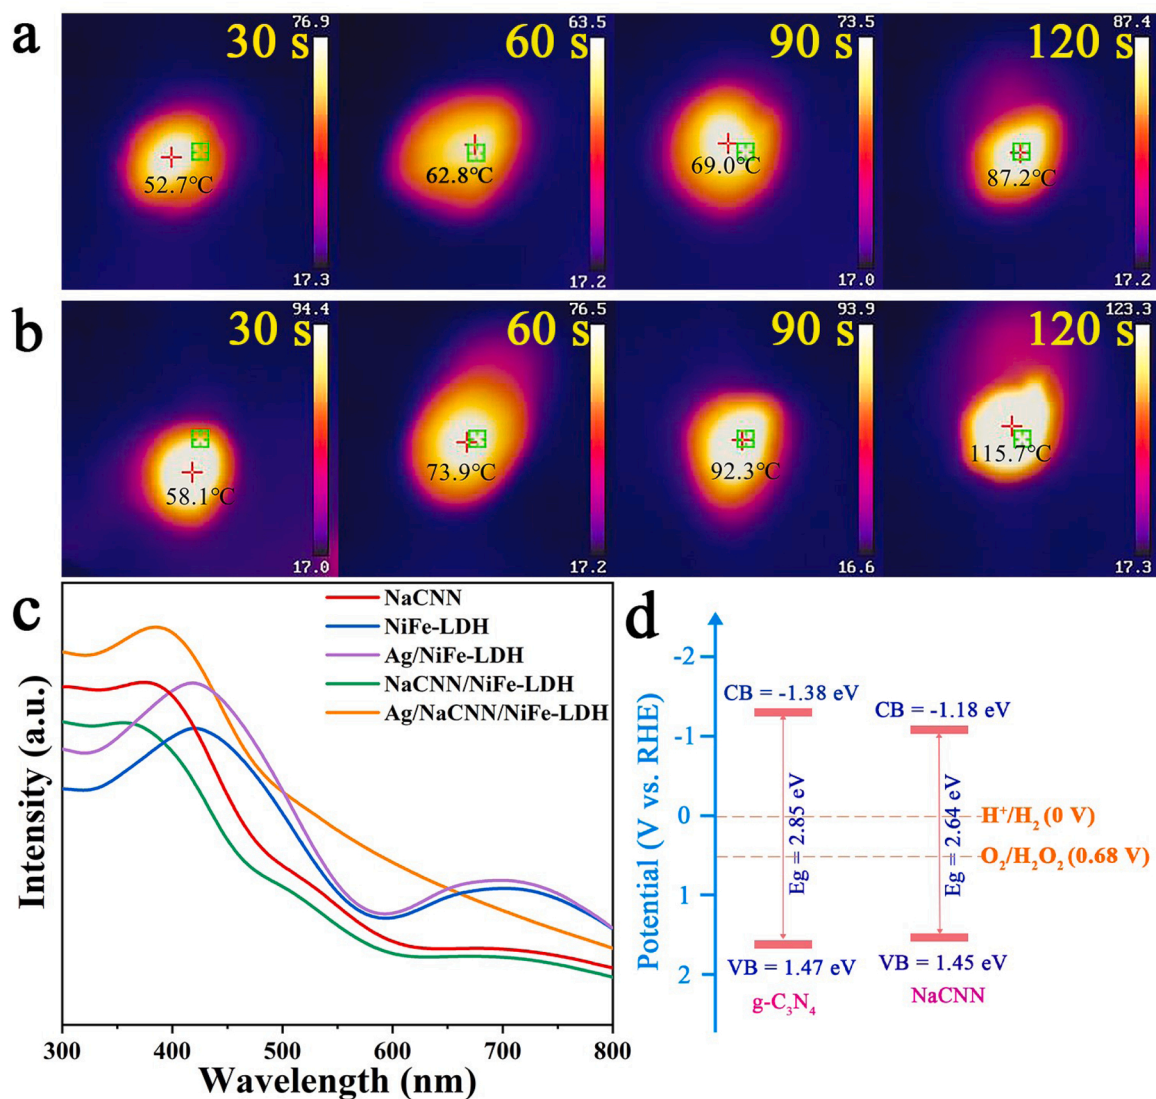 a
30 s
76.9
52.7℃
17.3
60 s
63.5
62.8℃
17.2
90 s
73.5
69.0℃
17.0
120 s
87.4
87.2℃
17.2
b
30 s
94.4
58.1℃
17.0
60 s
76.5
73.9℃
17.2
90 s
93.9
92.3℃
16.6
120 s
123.3
115.7℃
17.3
c
NaCNN
NiFe-LDH
Ag/NiFe-LDH
NaCNN/NiFe-LDH
Ag/NaCNN/NiFe-LDH
Intensity (a.u.)
300 400 500 600 700 800
Wavelength (nm)
d
Potential (V vs. RHE)
-2
-1
0
1
2
CB = -1.38 eV
Eg = 2.85 eV
VB = 1.47 eV
g-C₃N₄
CB = -1.18 eV
Eg = 2.64 eV
VB = 1.45 eV
NaCNN
H⁺/H₂ (0 V)
O₂/H₂O₂ (0.68 V)